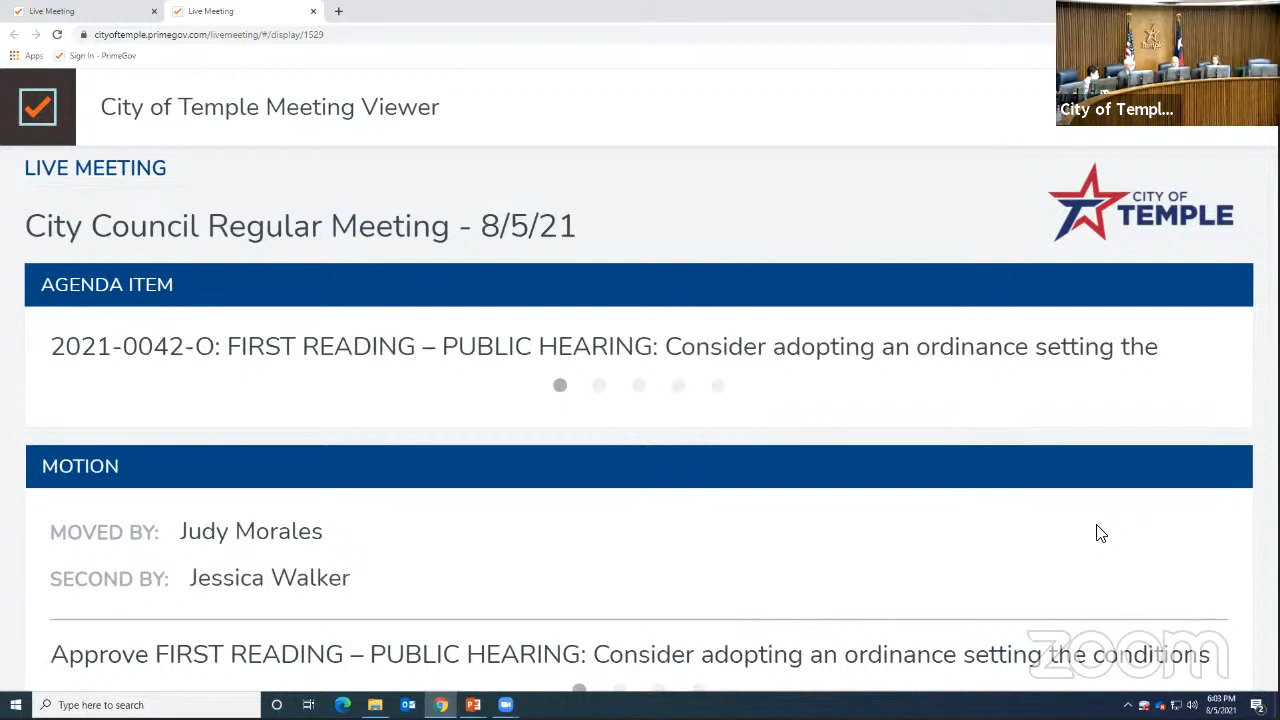 Live Meeting
Live Meeting
cityoftemple.primegov.com/livemeeting/#/display/1529
Apps
Sign In - PrimeGov
Temple
City of Templ...
City of Temple Meeting Viewer
LIVE MEETING
CITY OF
TEMPLE
City Council Regular Meeting - 8/5/21
AGENDA ITEM
2021-0042-O: FIRST READING – PUBLIC HEARING: Consider adopting an ordinance setting the
MOTION
MOVED BY: Judy Morales
SECOND BY: Jessica Walker
Approve FIRST READING – PUBLIC HEARING: Consider adopting an ordinance setting the conditions
zoom
Type here to search
6:03 PM
8/5/2021
2